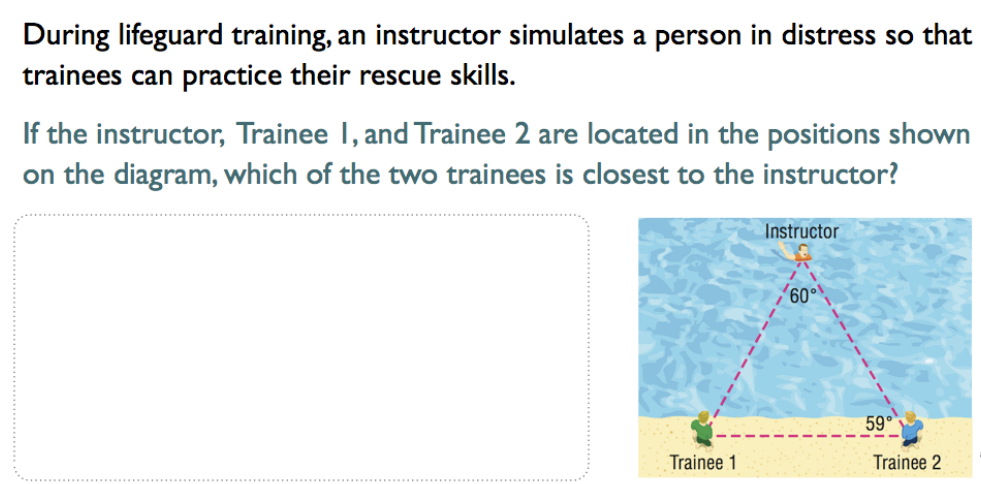 During lifeguard training, an instructor simulates a person in distress so that
trainees can practice their rescue skills.
If the instructor, Trainee 1, and Trainee 2 are located in the positions shown
on the diagram, which of the two trainees is closest to the instructor?
Instructor
60°
59°
Trainee 1
Trainee 2